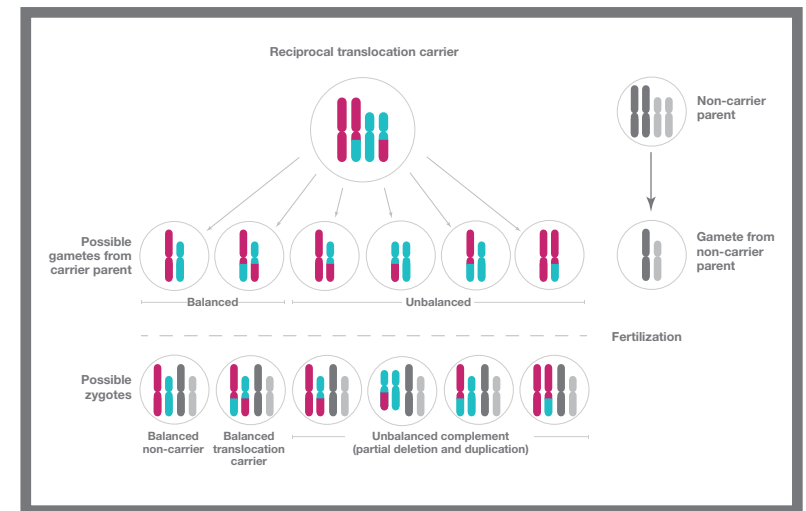 Reciprocal translocation carrier
Non-carrier
parent
Possible
gametes from
carrier parent
Gamete from
non-carrier
parent
Balanced
Unbalanced
Fertilization
Possible
zygotes
Balanced
non-carrier
Balanced
translocation
carrier
Unbalanced complement
(partial deletion and duplication)